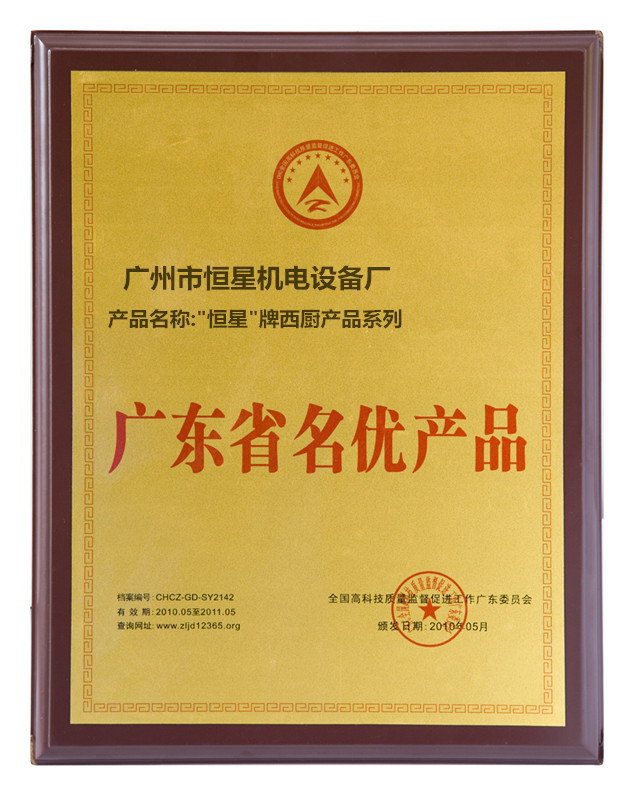 广州市恒星机电设备厂
产品名称:"恒星"牌西厨产品系列
广东省名优产品
档案编号: CHCZ-GD-SY2142
有 效 期: 2010.05至2011.05
查询网址: www.zljd12365.org
全国高科技质量监督促进工作广东委员会
颁发日期: 2010年05月